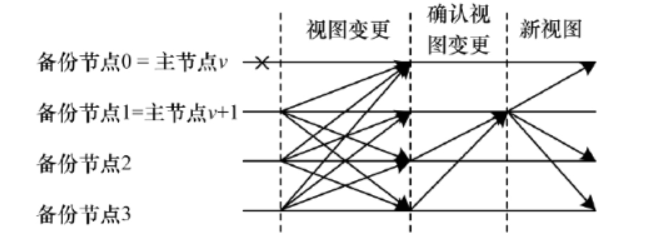 视图变更
确认视
图变更
新视图
备份节点0 = 主节点v
备份节点1=主节点v+1
备份节点2
备份节点3